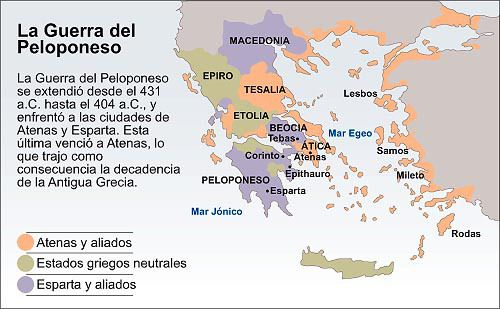 La Guerra del
Peloponeso
La Guerra del Peloponeso
se extendió desde el 431
a.C. hasta el 404 a.C., y
enfrentó a las ciudades de
Atenas y Esparta. Esta
última venció a Atenas, lo
que trajo como
consecuencia la decadencia
de la Antigua Grecia.
MACEDONIA
EPIRO
TESALIA
Lesbos
ETOLIA
BEOCIA
Tebas
Mar Egeo
ÁTICA
Atenas
Samos
Corinto
Epithauro
Mileto
PELOPONESO
Esparta
Mar Jónico
Rodas
Atenas y aliados
Estados griegos neutrales
Esparta y aliados